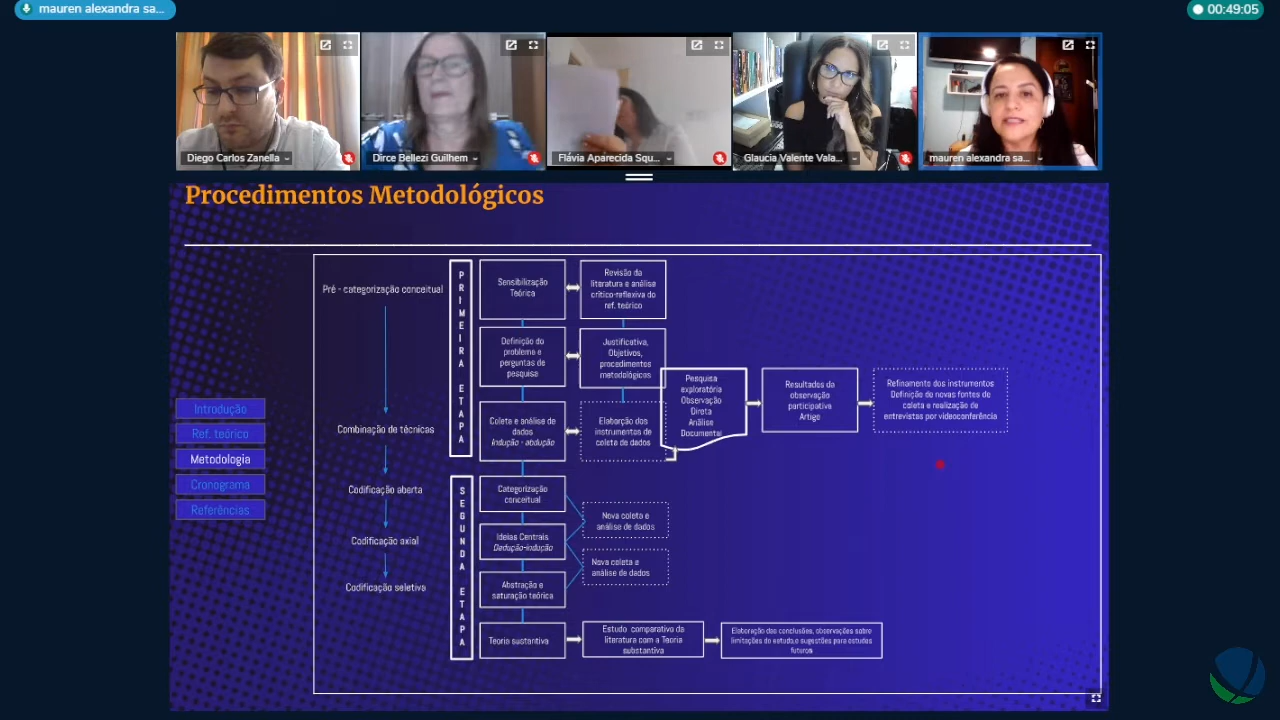 mauren alexandra sa...
00:49:05
Diego Carlos Zanella
Dirce Bellezi Guilhem
Flávia Aparecida Squ...
Glaucia Valente Vala...
mauren alexandra sa...
Procedimentos Metodológicos
Introdução
Ref. teórico
Metodologia
Cronograma
Referências
Pré - categorização conceitual
Combinação de técnicas
Codificação aberta
Codificação axial
Codificação seletiva
PRIMEIRA ETAPA
Sensibilização
Teórica
Revisão da
literatura e análise
crítico-reflexiva do
ref. teórico
Definição do
problema e
perguntas de
pesquisa
Justificativa,
Objetivos,
procedimentos
metodológicos
Coleta e análise de
dados
Indução - abdução
Elaborção dos
instrumentos de
coleta de dados
Pesquisa
exploratória
Observação
Direta
Análise
Documental
Resultados da
observação
participativa
Artigo
Refinamento dos instrumentos
Definição de novas fontes de
coleta e realização de
entrevistas por videoconferência
SEGUNDA ETAPA
Categorização
conceitual
Nova coleta e
análise de dados
Ideias Centrais
Dedução-indução
Nova coleta e
análise de dados
Abstração e
saturação teórica
Teoria sustantiva
Estudo comparativo da
literatura com a Teoria
substantiva
Elaboração das conclusões, observações sobre
limitações do estudo,e sugestões para estudos
futuros